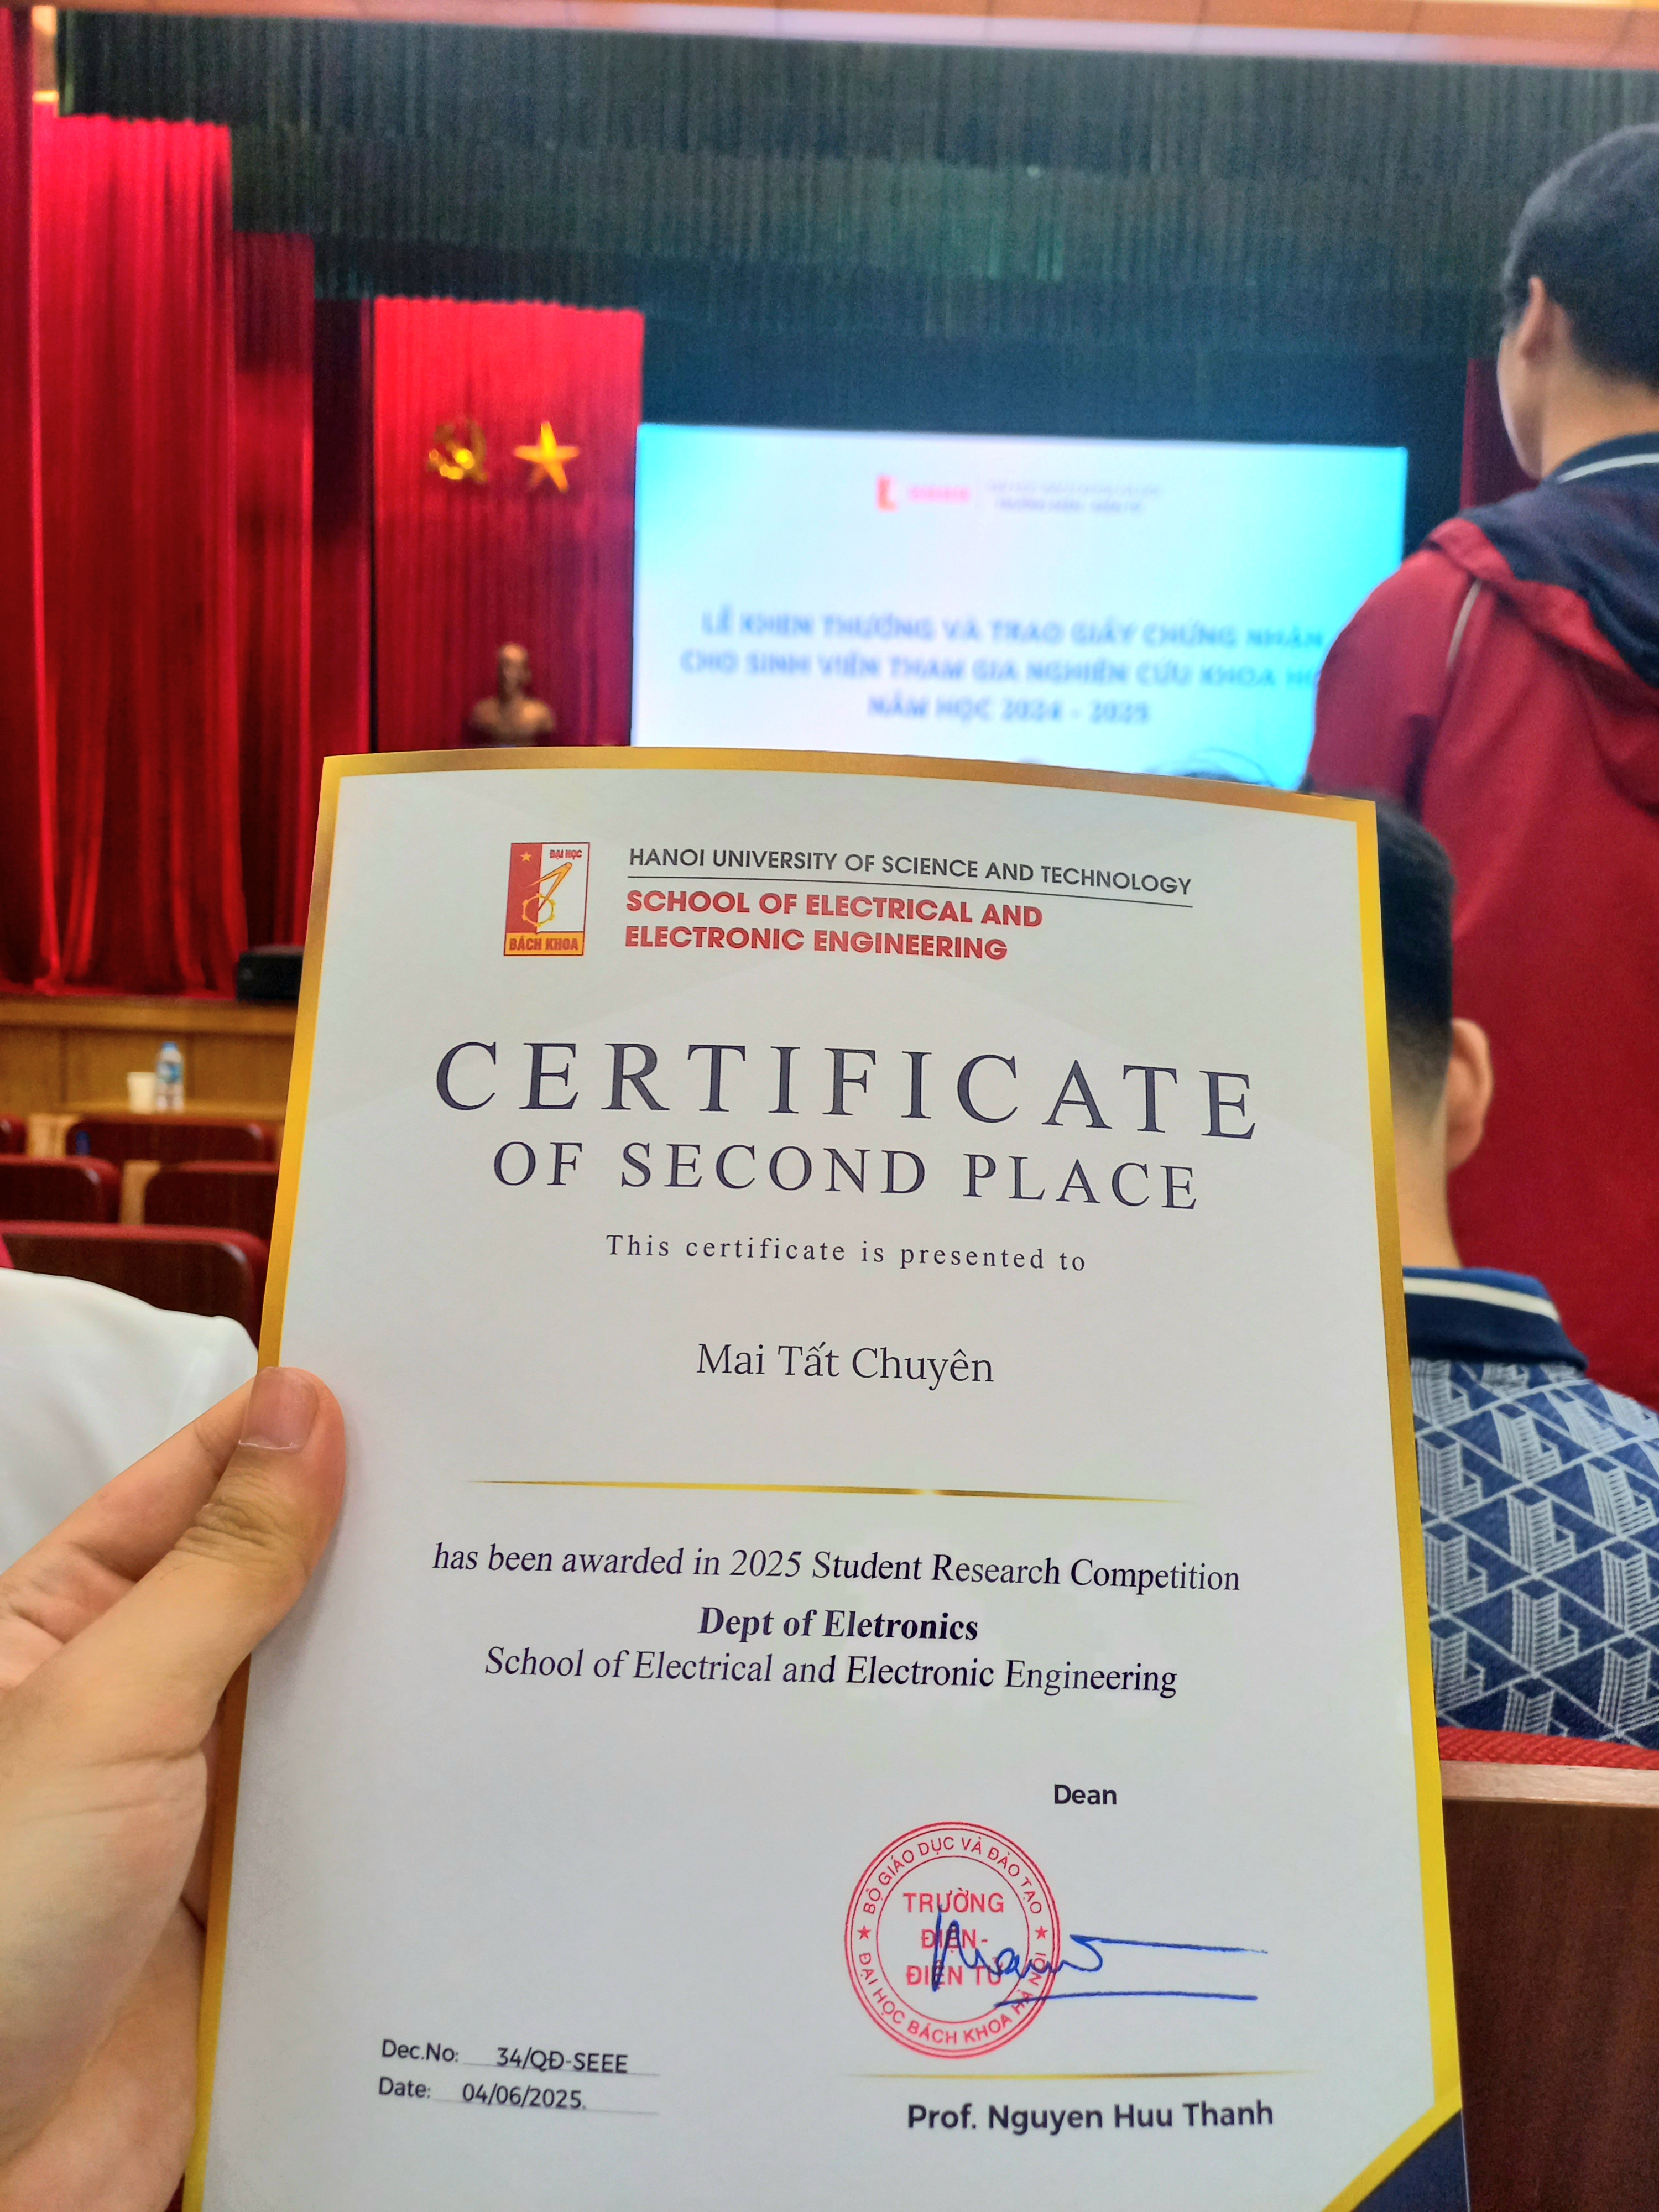 LỄ KHEN THƯỞNG VÀ TRAO GIẤY CHỨNG NHẬN
CHO SINH VIÊN THAM GIA NGHIÊN CỨU KHOA
NĂM HỌC 2024 - 2025
ĐẠI HỌC
BÁCH KHOA
HANOI UNIVERSITY OF SCIENCE AND TECHNOLOGY
SCHOOL OF ELECTRICAL AND
ELECTRONIC ENGINEERING
CERTIFICATE
OF SECOND PLACE
This certificate is presented to
Mai Tất Chuyên
has been awarded in 2025 Student Research Competition
Dept of Eletronics
School of Electrical and Electronic Engineering
Dean
BỘ GIÁO DỤC VÀ ĐÀO TẠO
TRƯỜNG
ĐIỆN-
ĐIỆN TỬ
ĐẠI HỌC BÁCH KHOA HÀ NỘI
Dec.No: 34/QĐ-SEEE
Date: 04/06/2025.
Prof. Nguyen Huu Thanh